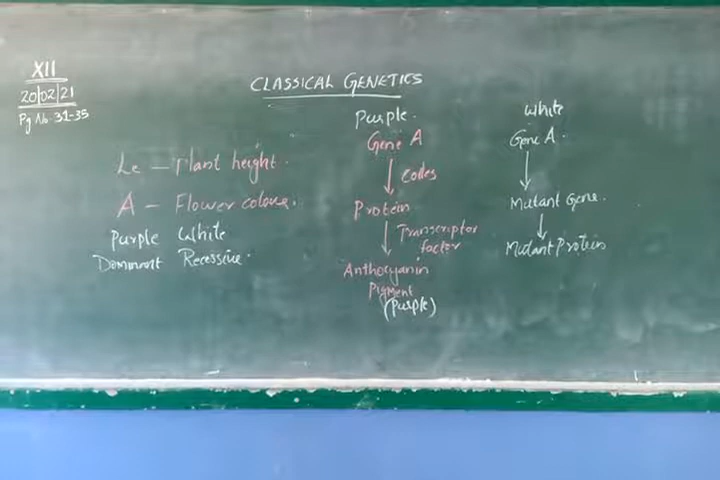 XII
20/02/21
Pg No. 31-35
CLASSICAL GENETICS
Le – Plant height.
A – Flower colour.
Purple White
Dominant Recessive.
Purple.
Gene A
codes
Protein
Transcriptor
factor
Anthocyanin
Pigment
(Purple)
White
Gene A.
Mutant Gene.
Mutant Protein